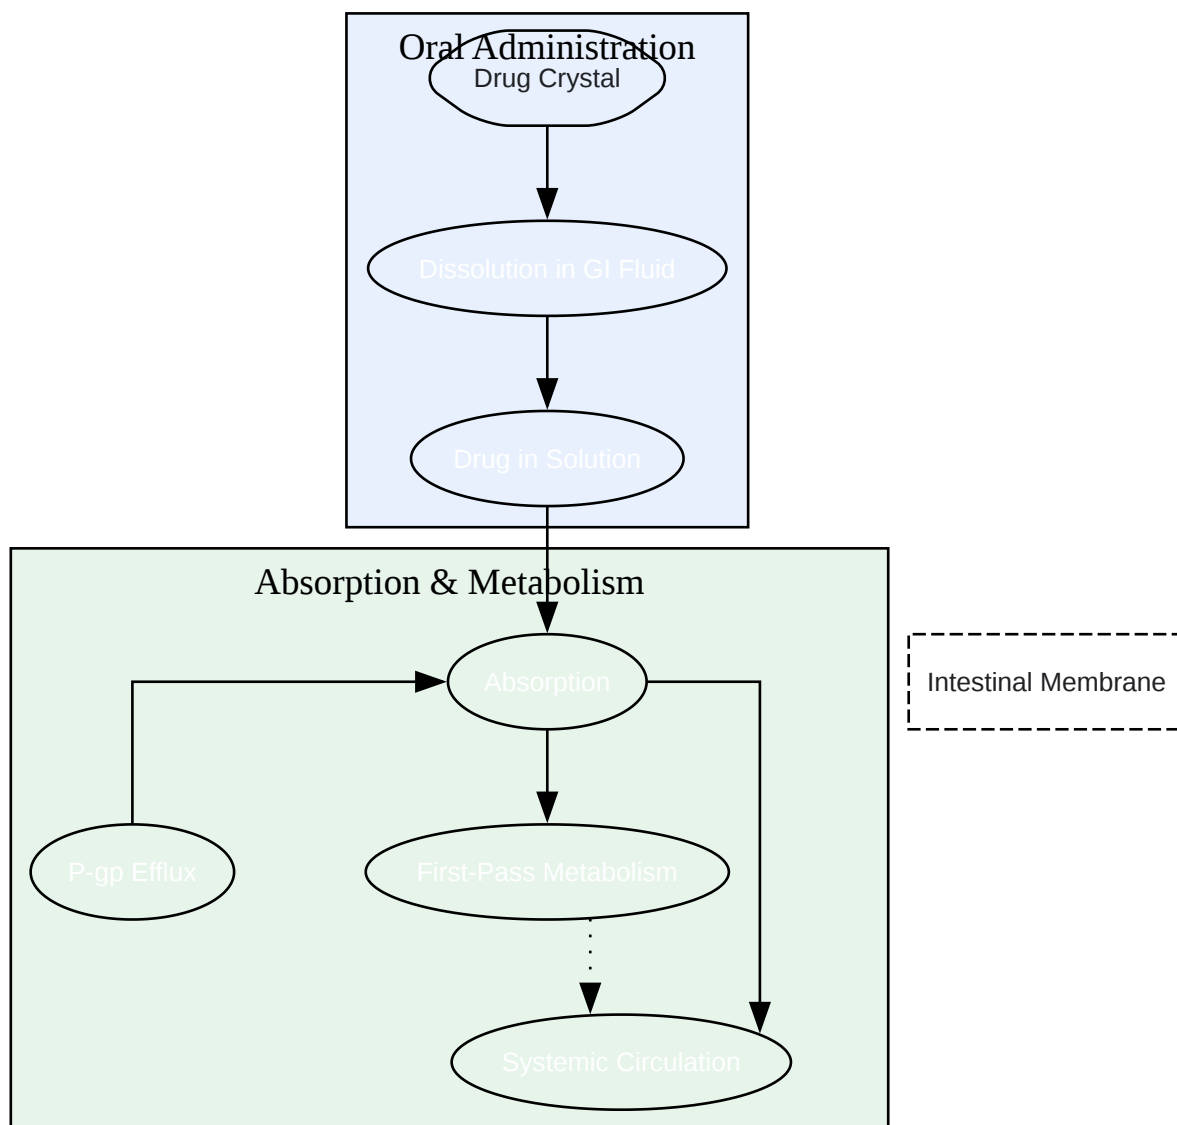 Oral Administration
Drug Crystal
Dissolution in GI Fluid
Drug in Solution
Absorption & Metabolism
Absorption
Intestinal Membrane
P-gp Efflux
First-Pass Metabolism
Systemic Circulation